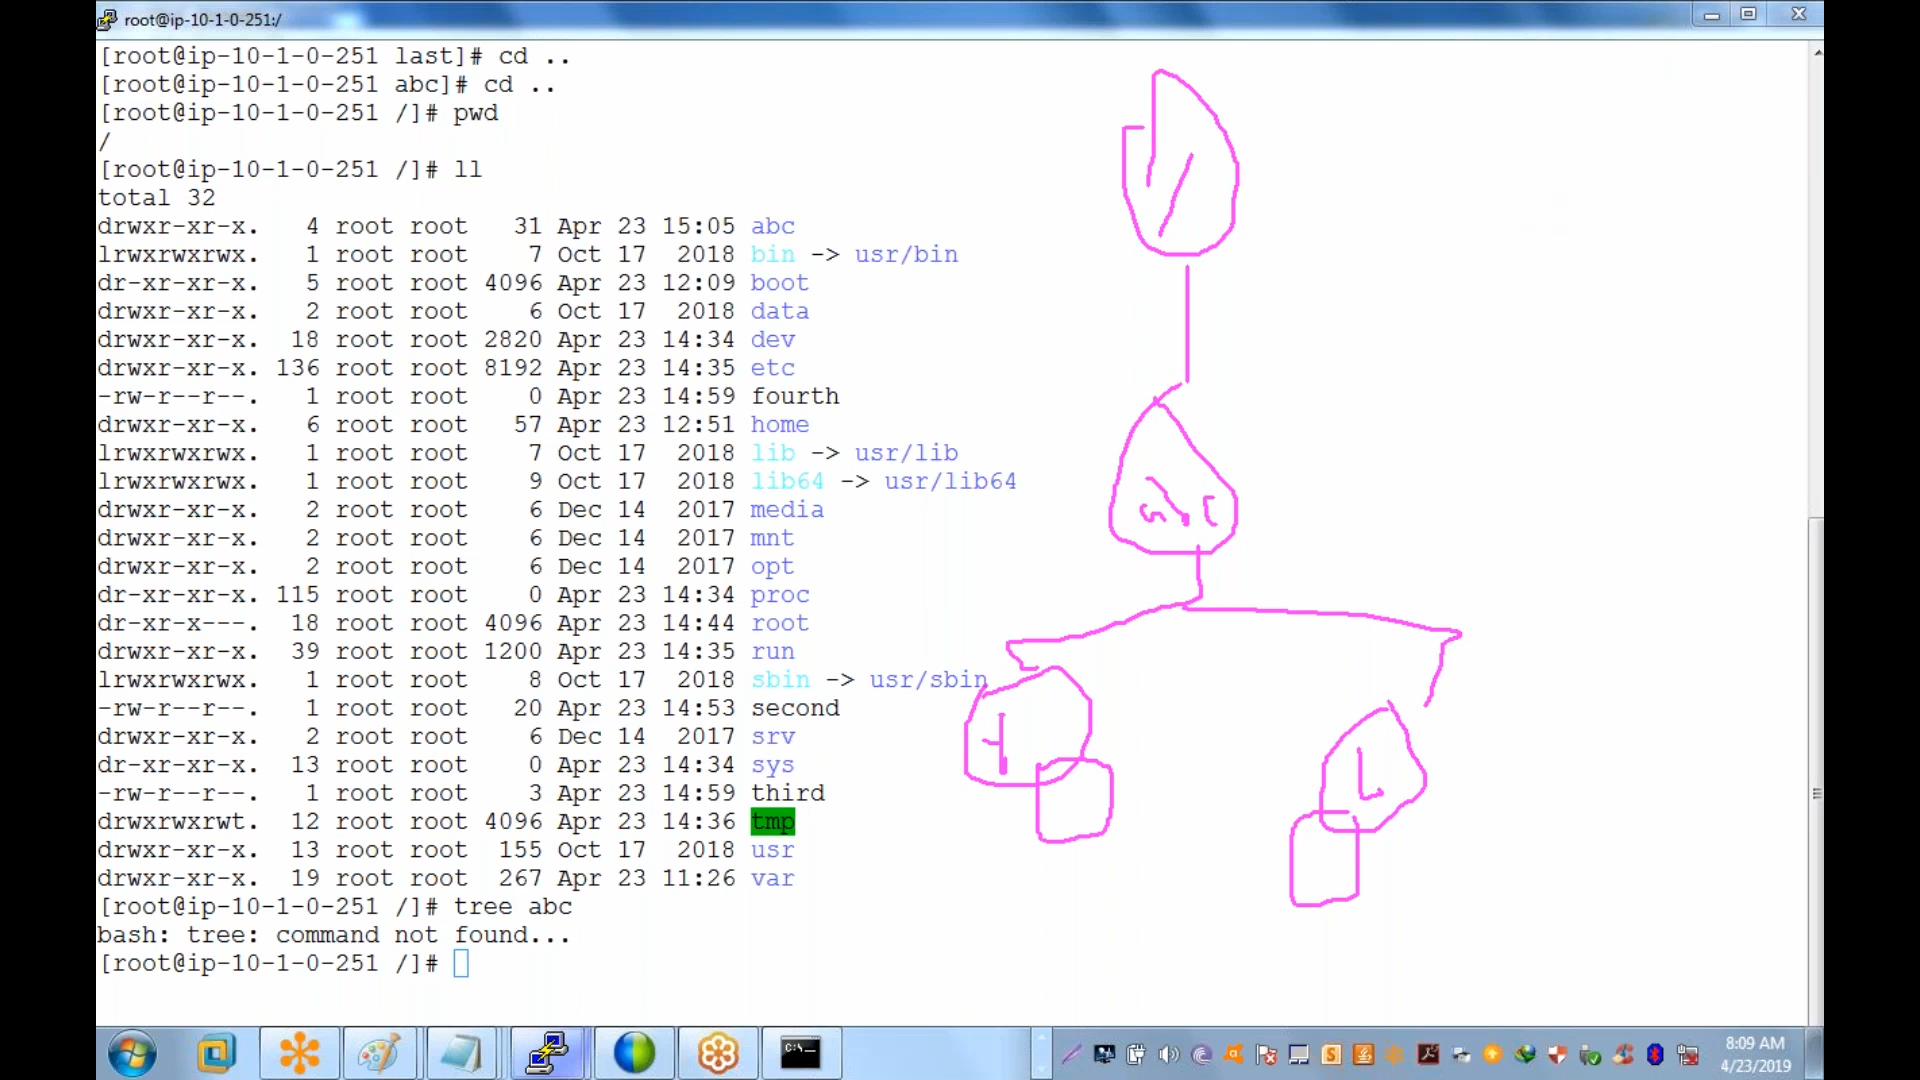 root@ip-10-1-0-251:/
[root@ip-10-1-0-251 last]# cd ..
[root@ip-10-1-0-251 abc]# cd ..
[root@ip-10-1-0-251 /]# pwd
/
[root@ip-10-1-0-251 /]# ll
total 32
drwxr-xr-x.   4 root root   31 Apr 23 15:05 abc
lrwxrwxrwx.   1 root root    7 Oct 17  2018 bin -> usr/bin
dr-xr-xr-x.   5 root root 4096 Apr 23 12:09 boot
drwxr-xr-x.   2 root root    6 Oct 17  2018 data
drwxr-xr-x.  18 root root 2820 Apr 23 14:34 dev
drwxr-xr-x. 136 root root 8192 Apr 23 14:35 etc
-rw-r--r--.   1 root root    0 Apr 23 14:59 fourth
drwxr-xr-x.   6 root root   57 Apr 23 12:51 home
lrwxrwxrwx.   1 root root    7 Oct 17  2018 lib -> usr/lib
lrwxrwxrwx.   1 root root    9 Oct 17  2018 lib64 -> usr/lib64
drwxr-xr-x.   2 root root    6 Dec 14  2017 media
drwxr-xr-x.   2 root root    6 Dec 14  2017 mnt
drwxr-xr-x.   2 root root    6 Dec 14  2017 opt
dr-xr-xr-x. 115 root root    0 Apr 23 14:34 proc
dr-xr-x---.  18 root root 4096 Apr 23 14:44 root
drwxr-xr-x.  39 root root 1200 Apr 23 14:35 run
lrwxrwxrwx.   1 root root    8 Oct 17  2018 sbin -> usr/sbin
-rw-r--r--.   1 root root   20 Apr 23 14:53 second
drwxr-xr-x.   2 root root    6 Dec 14  2017 srv
dr-xr-xr-x.  13 root root    0 Apr 23 14:34 sys
-rw-r--r--.   1 root root    3 Apr 23 14:59 third
drwxrwxrwt.  12 root root 4096 Apr 23 14:36 tmp
drwxr-xr-x.  13 root root  155 Oct 17  2018 usr
drwxr-xr-x.  19 root root  267 Apr 23 11:26 var
[root@ip-10-1-0-251 /]# tree abc
bash: tree: command not found...
[root@ip-10-1-0-251 /]#
/
L
C:\
S
8:09 AM
4/23/2019